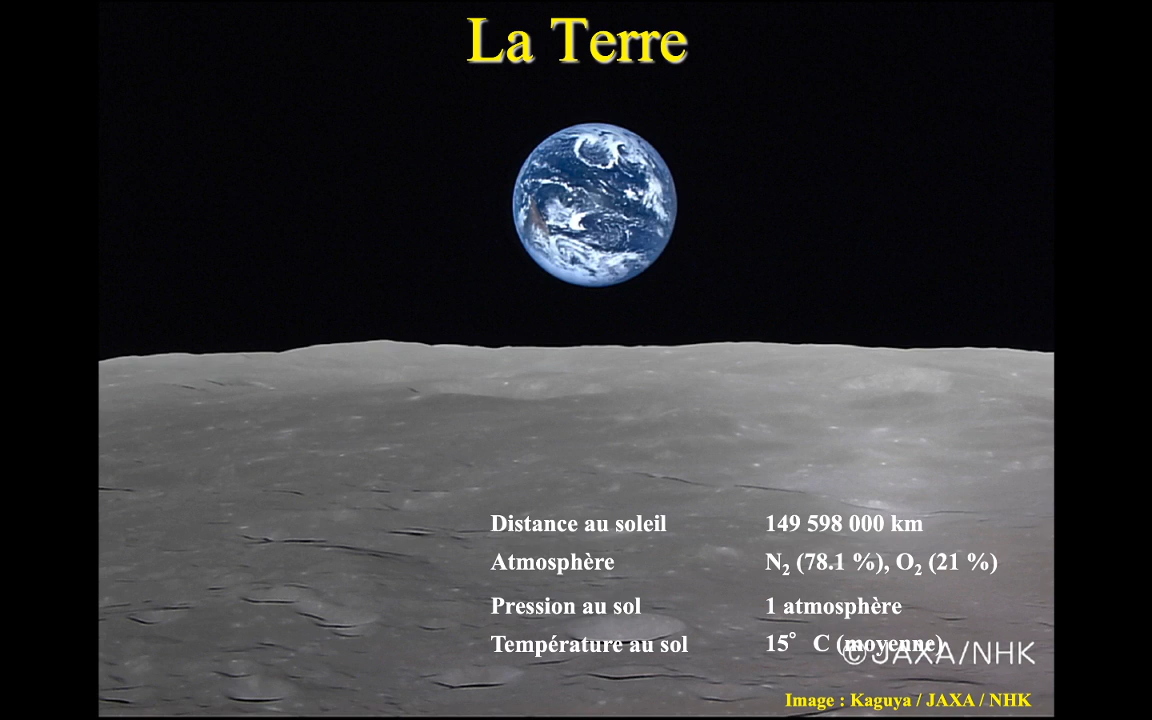 La Terre
Distance au soleil 149 598 000 km
Atmosphère N₂ (78.1 %), O₂ (21 %)
Pression au sol 1 atmosphère
Température au sol 15° C (moyenne)
©JAXA/NHK
Image : Kaguya / JAXA / NHK